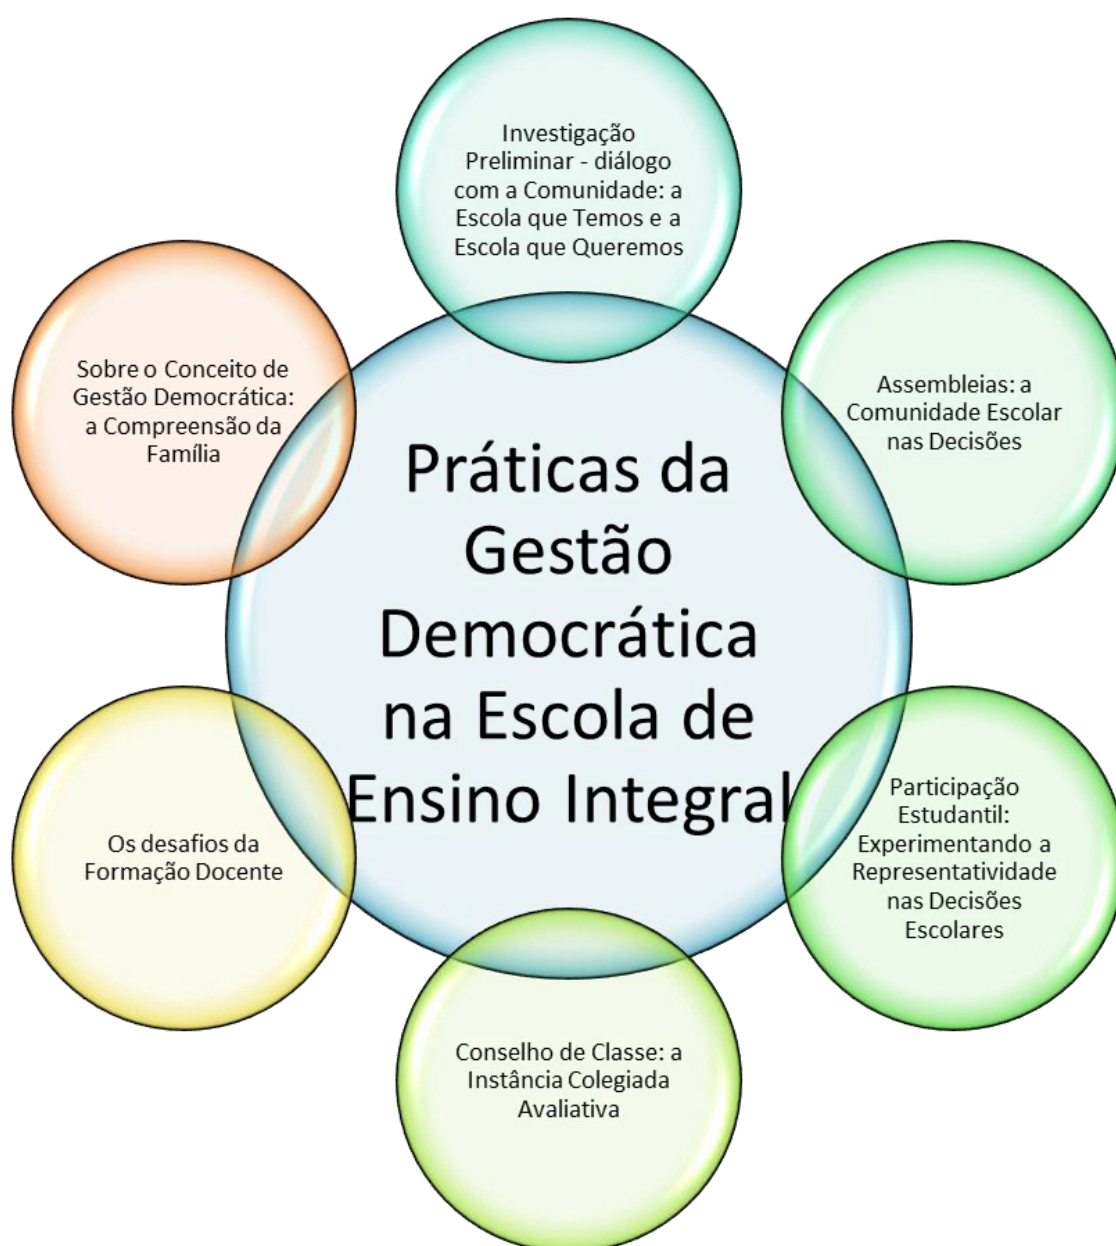 Investigação
Preliminar - diálogo
com a Comunidade: a
Escola que Temos e a
Escola que Queremos
Assembleias: a
Comunidade Escolar
nas Decisões
Participação
Estudantil:
Experimentando a
Representatividade
nas Decisões
Escolares
Conselho de Classe: a
Instância Colegiada
Avaliativa
Os desafios da
Formação Docente
Sobre o Conceito de
Gestão Democrática:
a Compreensão da
Família
Práticas da
Gestão
Democrática
na Escola de
Ensino Integral